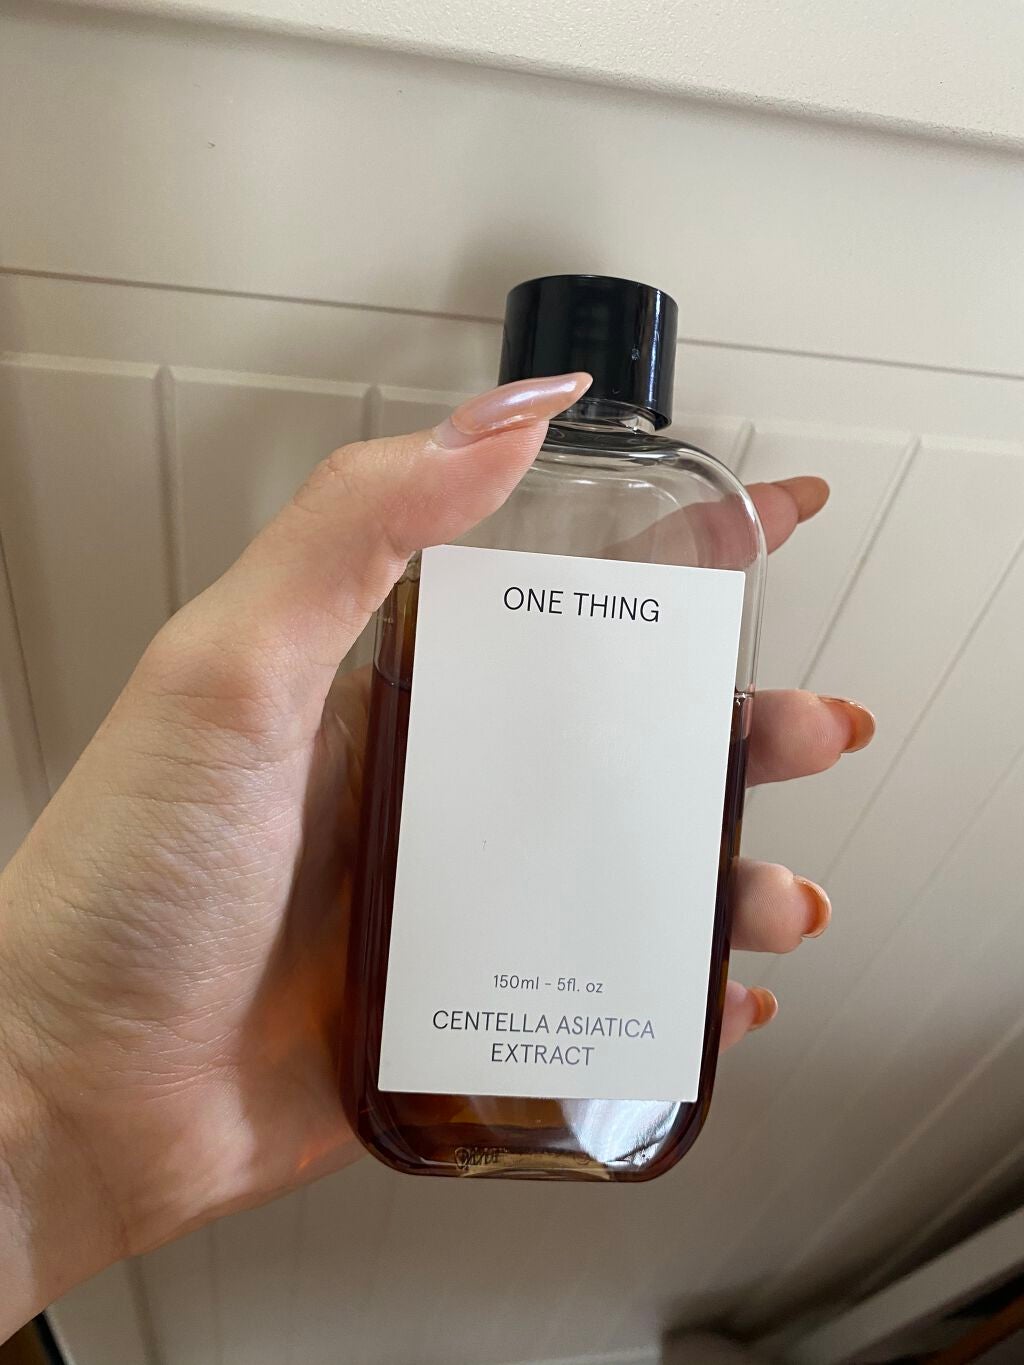 ONE THING
150ml - 5fl. oz
CENTELLA ASIATICA
EXTRACT